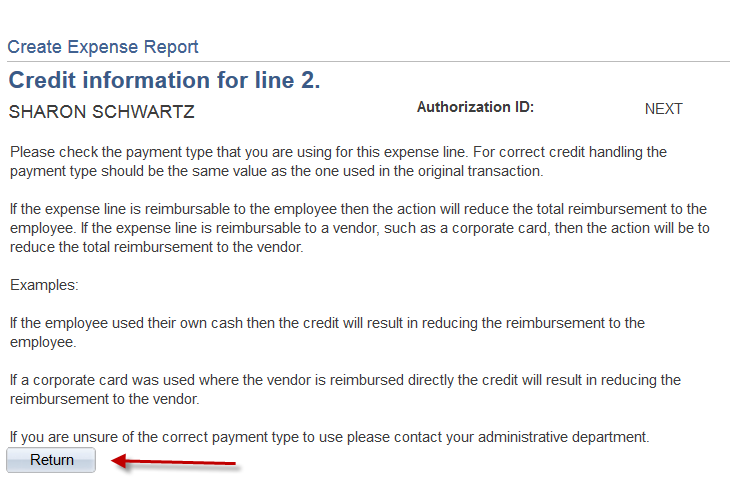 Create Expense Report
Credit information for line 2.
SHARON SCHWARTZ Authorization ID: NEXT
Please check the payment type that you are using for this expense line. For correct credit handling the
payment type should be the same value as the one used in the original transaction.
If the expense line is reimbursable to the employee then the action will reduce the total reimbursement to the
employee. If the expense line is reimbursable to a vendor, such as a corporate card, then the action will be to
reduce the total reimbursement to the vendor.
Examples:
If the employee used their own cash then the credit will result in reducing the reimbursement to the
employee.
If a corporate card was used where the vendor is reimbursed directly the credit will result in reducing the
reimbursement to the vendor.
If you are unsure of the correct payment type to use please contact your administrative department.
Return